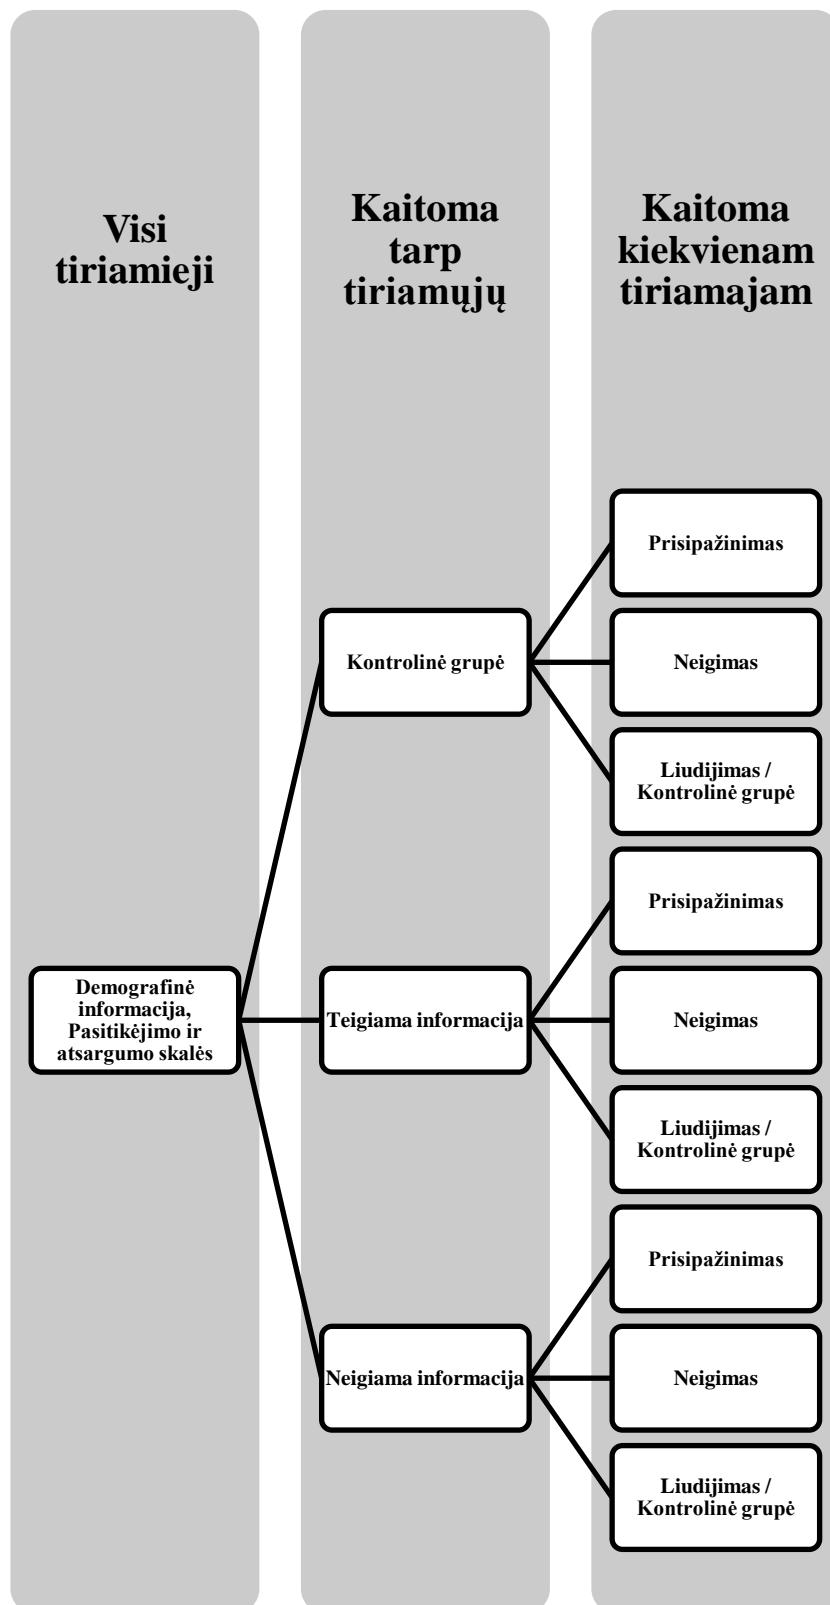 Visi
tiriamieji
Kaitoma
tarp
tiriamųjų
Kaitoma
kiekvienam
tiriamajam
Demografinė
informacija,
Pasitikėjimo ir
atsargumo skalės
Kontrolinė grupė
Prisipažinimas
Neigimas
Liudijimas /
Kontrolinė grupė
Teigiama informacija
Prisipažinimas
Neigimas
Liudijimas /
Kontrolinė grupė
Neigiama informacija
Prisipažinimas
Neigimas
Liudijimas /
Kontrolinė grupė